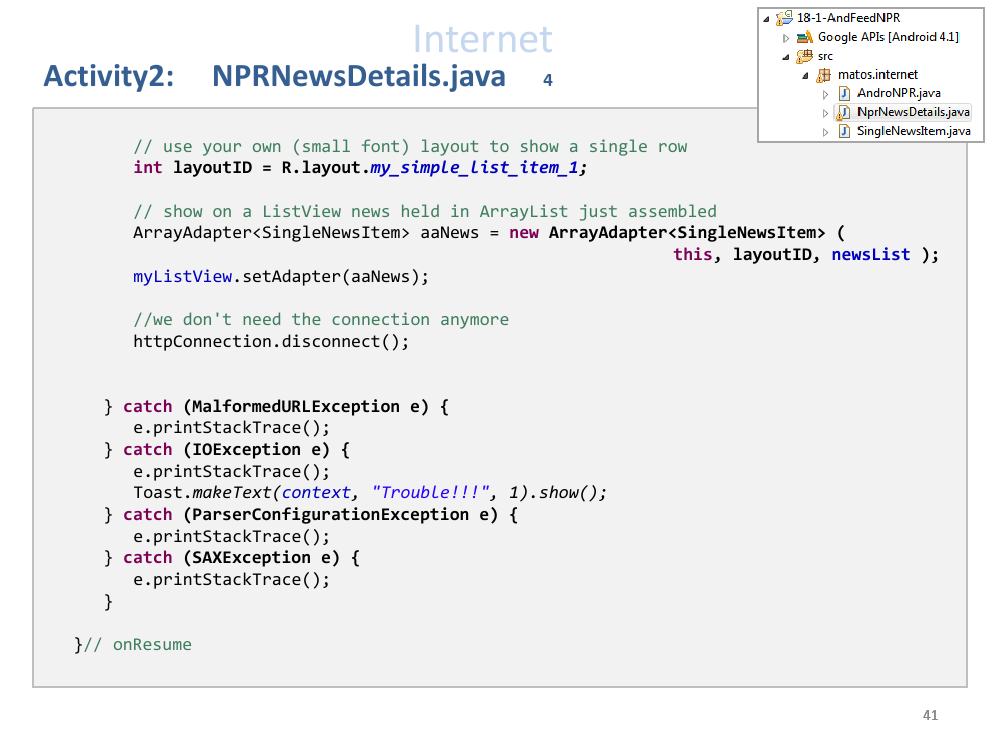 Internet
Activity2: NPRNewsDetails.java 4
18-1-AndFeedNPR
Google APIs [Android 4.1]
src
matos.internet
AndroNPR.java
NprNewsDetails.java
SingleNewsItem.java
// use your own (small font) layout to show a single row
int layoutID = R.layout.my_simple_list_item_1;
// show on a ListView news held in ArrayList just assembled
ArrayAdapter<SingleNewsItem> aaNews = new ArrayAdapter<SingleNewsItem> (
this, layoutID, newsList );
myListView.setAdapter(aaNews);
//we don't need the connection anymore
httpConnection.disconnect();
} catch (MalformedURLException e) {
e.printStackTrace();
} catch (IOException e) {
e.printStackTrace();
Toast.makeText(context, "Trouble!!!", 1).show();
} catch (ParserConfigurationException e) {
e.printStackTrace();
} catch (SAXException e) {
e.printStackTrace();
}
}// onResume
41